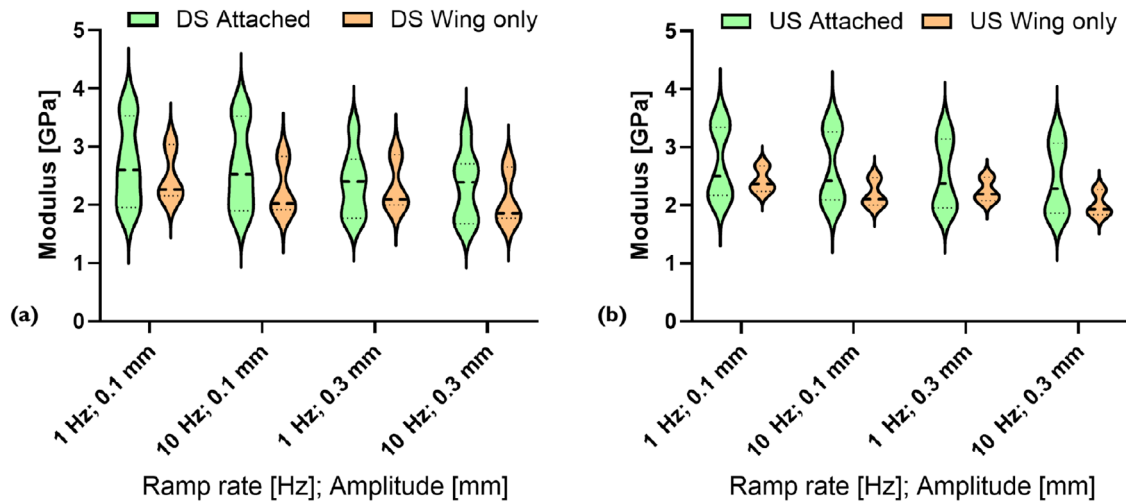 DS Attached DS Wing only
Modulus [GPa]
5
4
3
2
1
0
(a)
1 Hz; 0.1 mm
10 Hz; 0.1 mm
1 Hz; 0.3 mm
10 Hz; 0.3 mm
Ramp rate [Hz]; Amplitude [mm]
US Attached US Wing only
Modulus [GPa]
5
4
3
2
1
0
(b)
1 Hz; 0.1 mm
10 Hz; 0.1 mm
1 Hz; 0.3 mm
10 Hz; 0.3 mm
Ramp rate [Hz]; Amplitude [mm]